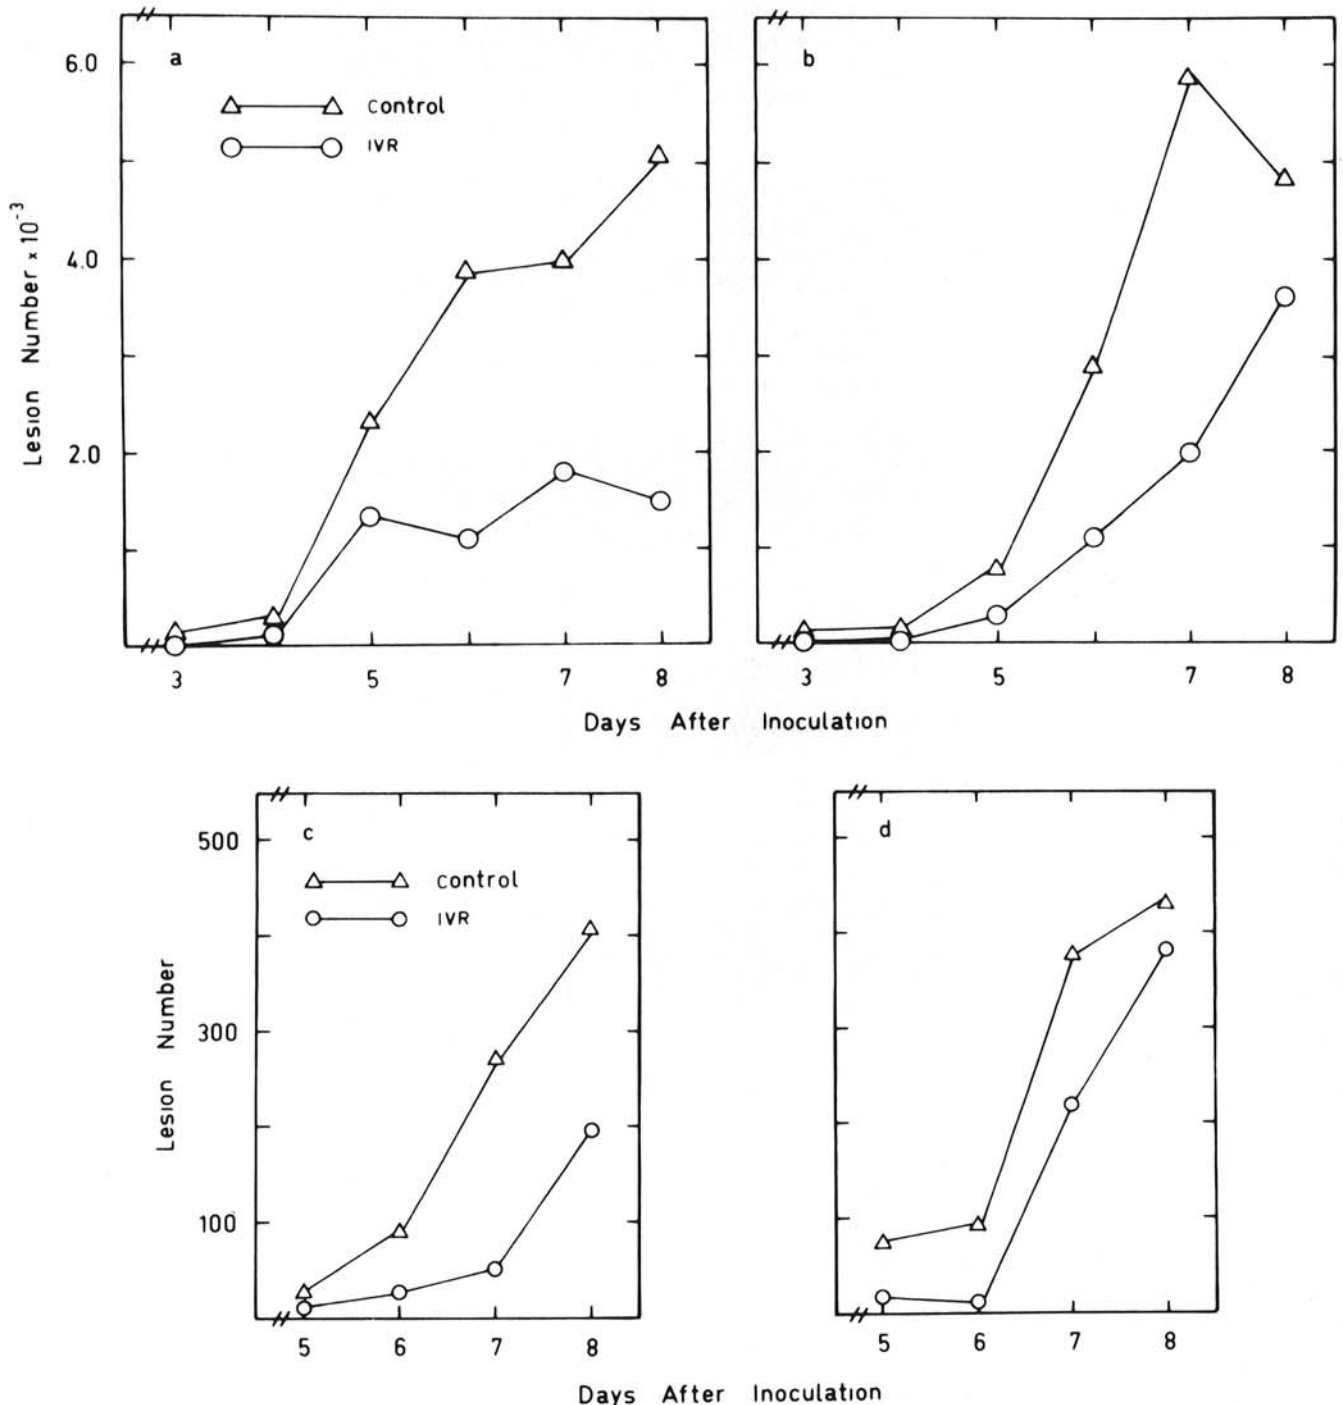 a
b
6.0
4.0
2.0
Control
IVR
Lesion Number x 10⁻³
3 5 7 8
3 5 7 8
Days After Inoculation
c
d
500
300
100
Control
IVR
Lesion Number
5 6 7 8
5 6 7 8
Days After Inoculation